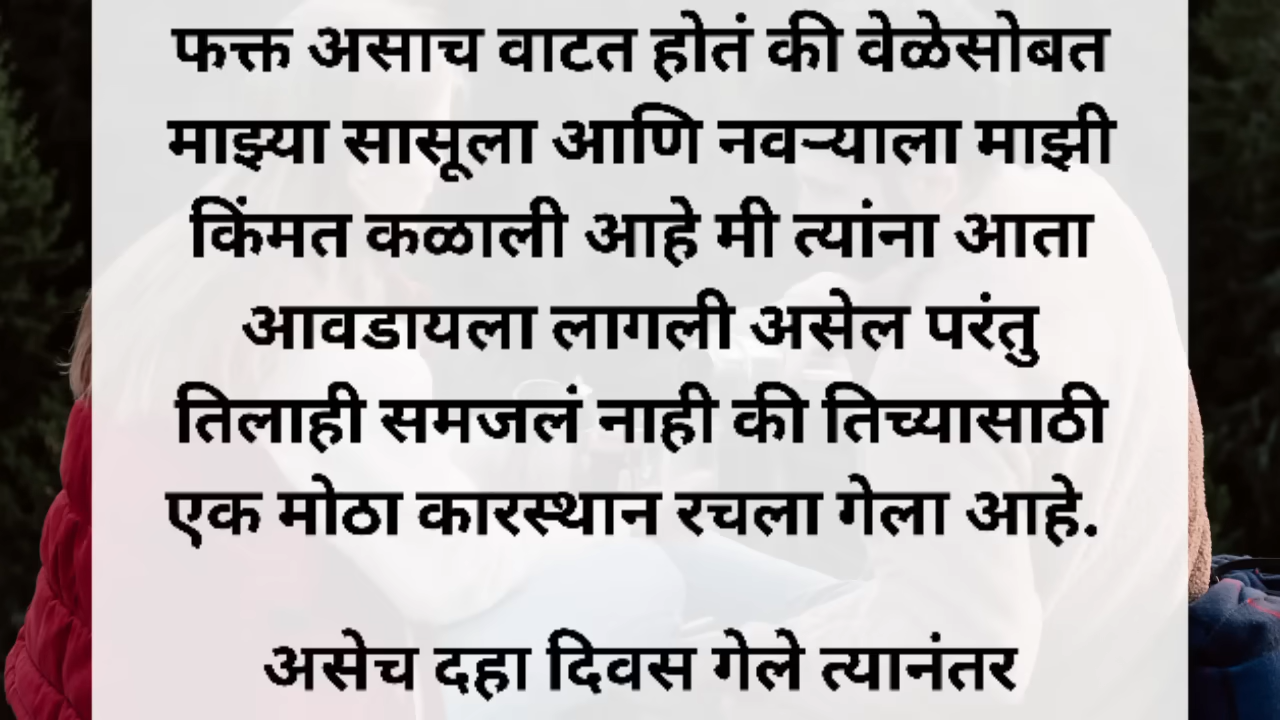 फक्त असाच वाटत होतं की वेळेसोबत
माझ्या सासूला आणि नवऱ्याला माझी
किंमत कळाली आहे मी त्यांना आता
आवडायला लागली असेल परंतु
तिलाही समजलं नाही की तिच्यासाठी
एक मोठा कारस्थान रचला गेला आहे.
असेच दहा दिवस गेले त्यानंतर